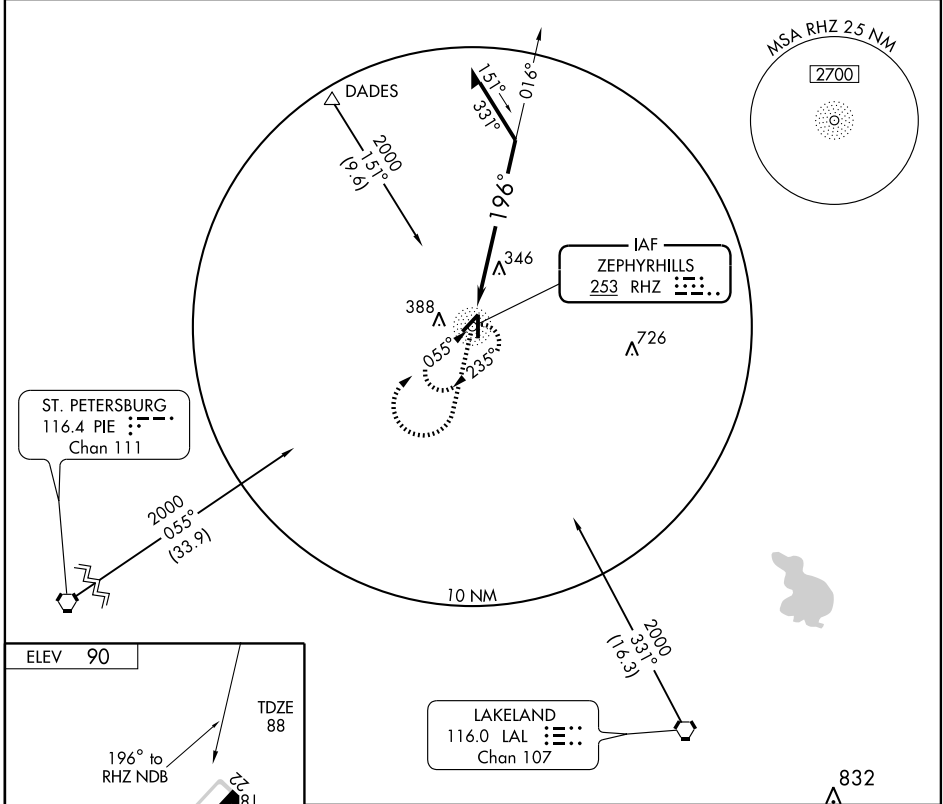 MSA RHZ 25 NM
2700
016°
151°
331°
DADES
2000
151°
(9.6)
196°
IAF
ZEPHYRHILLS
253 RHZ
346
388
726
055°
235°
ST. PETERSBURG
116.4 PIE
Chan 111
2000
055°
(33.9)
10 NM
2000
331°
(16.3)
LAKELAND
116.0 LAL
Chan 107
832
ELEV 90
TDZE
88
196° to
RHZ NDB
22
18